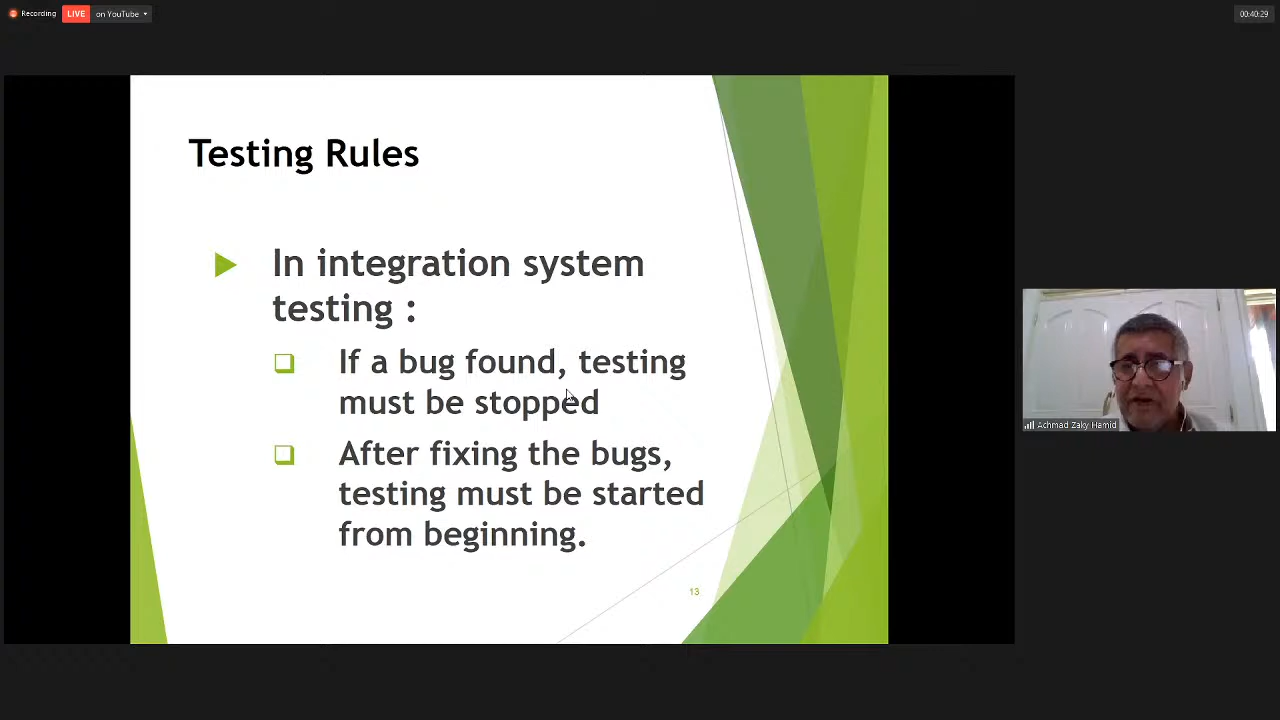 Recording
LIVE
on YouTube
00:40:29
Testing Rules
In integration system
testing :
If a bug found, testing
must be stopped
After fixing the bugs,
testing must be started
from beginning.
13
Achmad Zaky Hamid